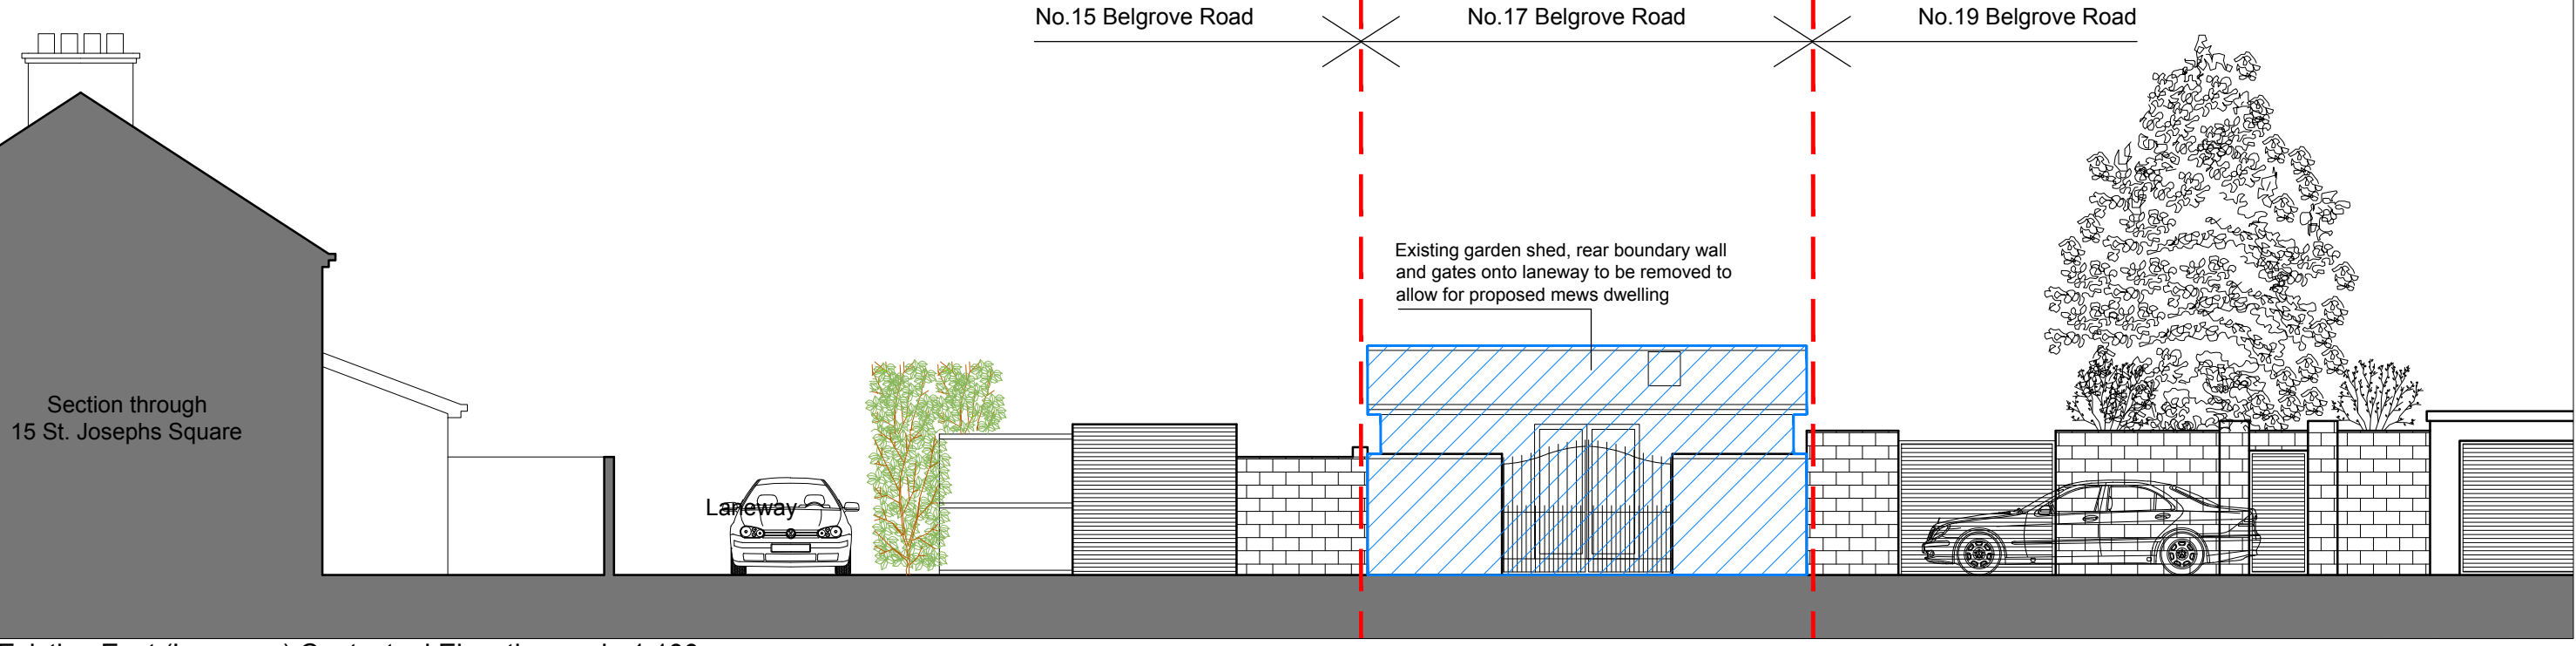 No.15 Belgrove Road
No.17 Belgrove Road
No.19 Belgrove Road
Existing garden shed, rear boundary wall
and gates onto laneway to be removed to
allow for proposed mews dwelling
Section through
15 St. Josephs Square
Laneway